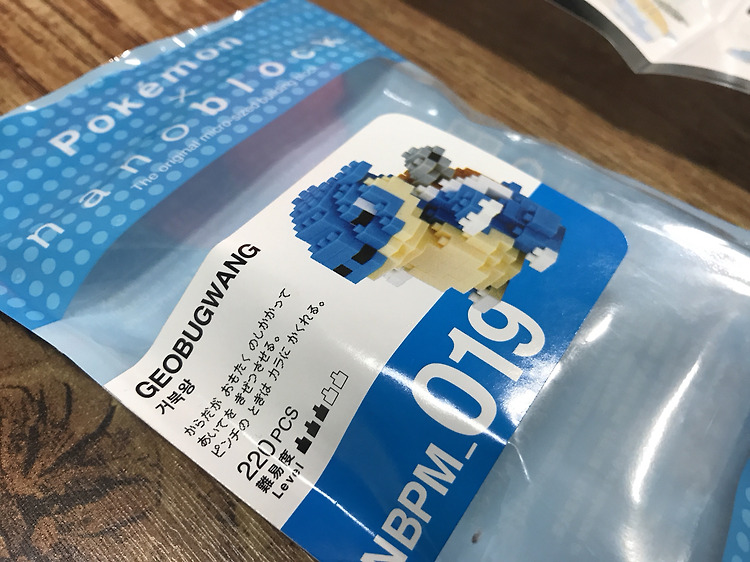 Pokémon
×
nanoblock
The original micro-sized building block
GEOBUGWANG
거북왕
からだが おもたく のしかかって
あいてを きぜつ させる。
ピンチの ときは カラに かくれる。
220 PCS
難易度
Level
NBPM_019